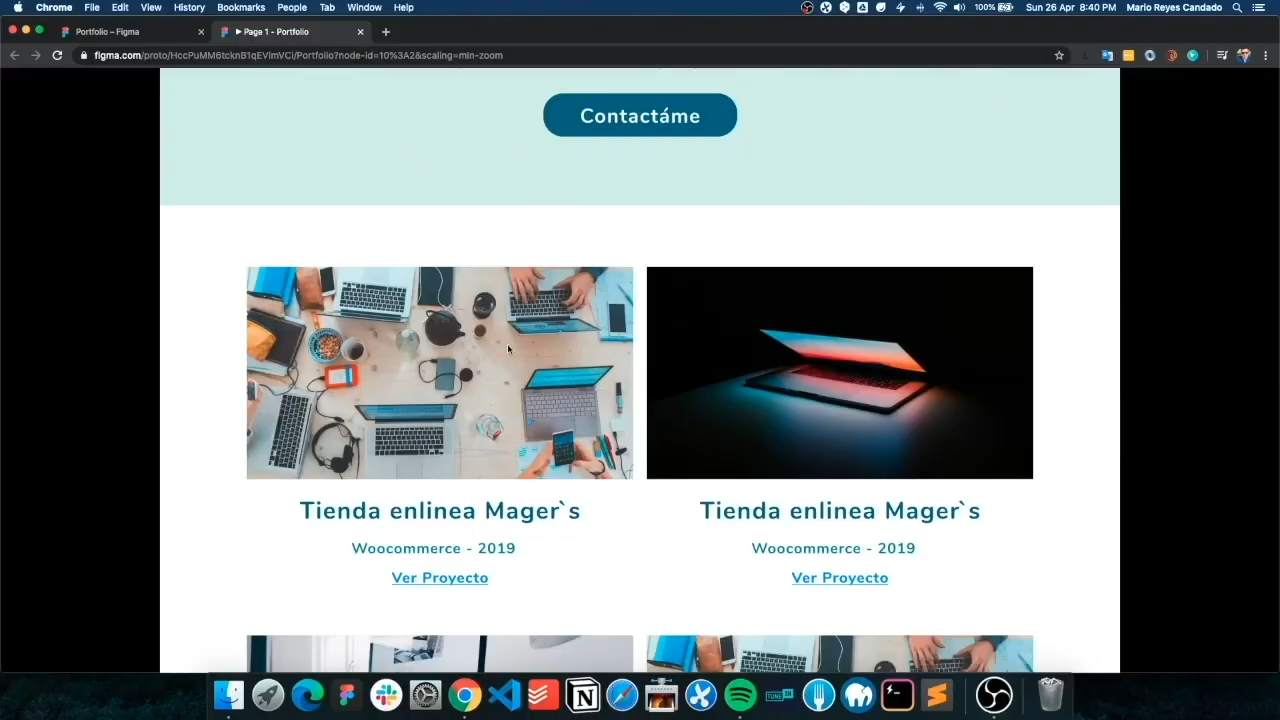 Chrome File Edit View History Bookmarks People Tab Window Help 100% Sun 26 Apr 8:40 PM Mario Reyes Candado
Portfolio – Figma Page 1 - Portfolio
figma.com/proto/HccPuMM6tcknB1qEVlmVCl/Portfolio?node-id=10%3A2&scaling=min-zoom
Contactáme
Tienda enlinea Mager`s Tienda enlinea Mager`s
Woocommerce - 2019 Woocommerce - 2019
Ver Proyecto Ver Proyecto